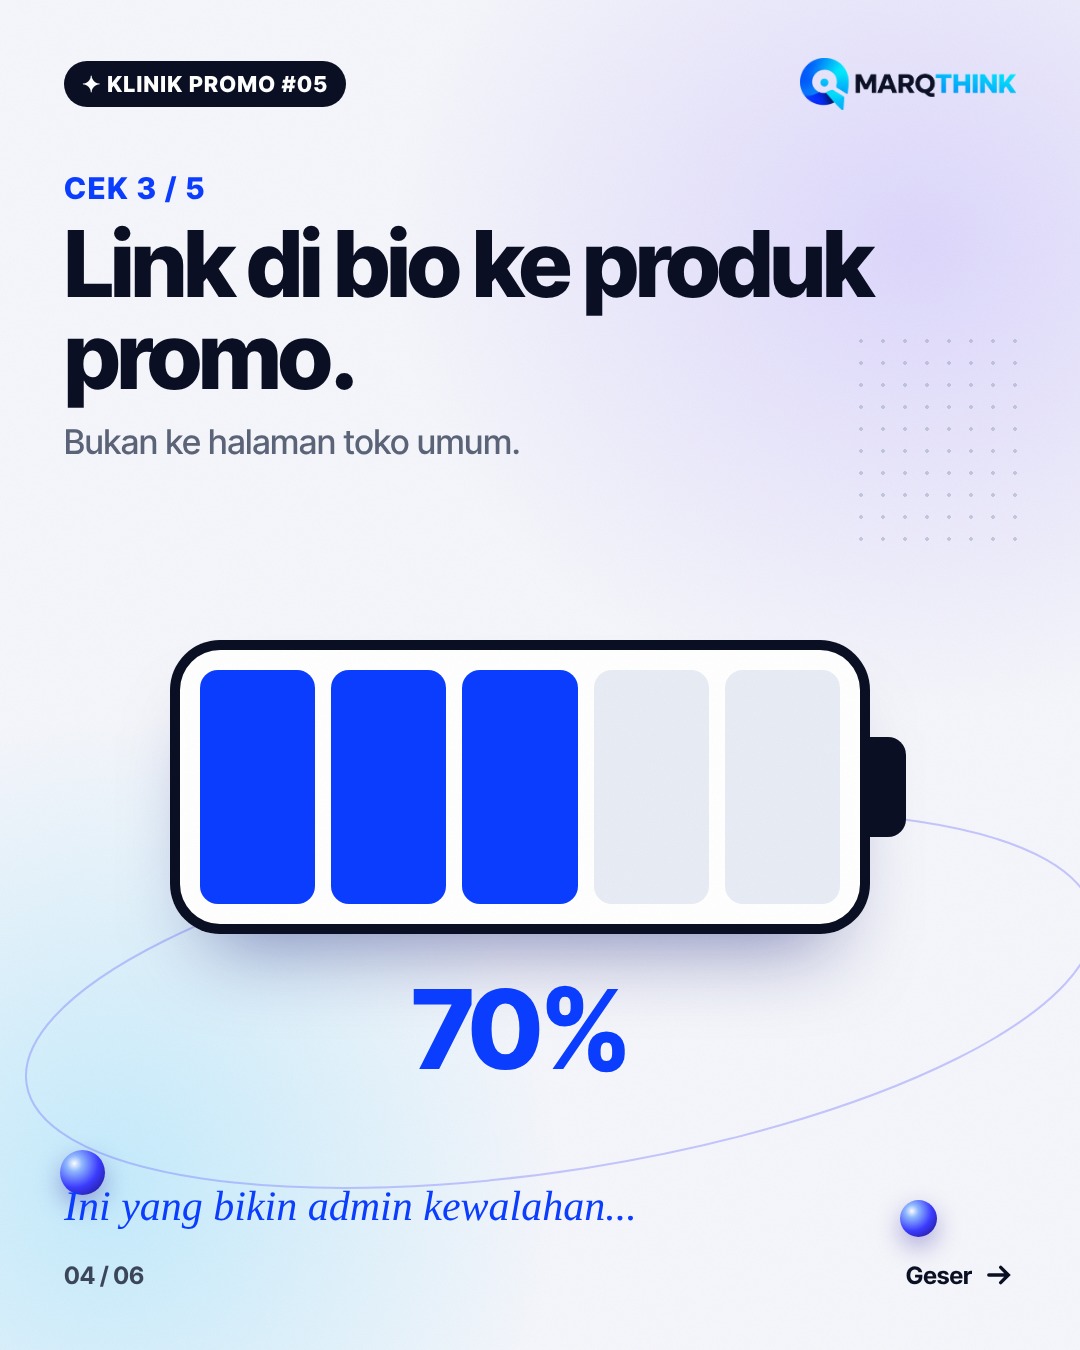 ✦ KLINIK PROMO #05
MARQTHINK
CEK 3 / 5
Link di bio ke produk
promo.
Bukan ke halaman toko umum.
70%
Ini yang bikin admin kewalahan...
04 / 06
Geser →